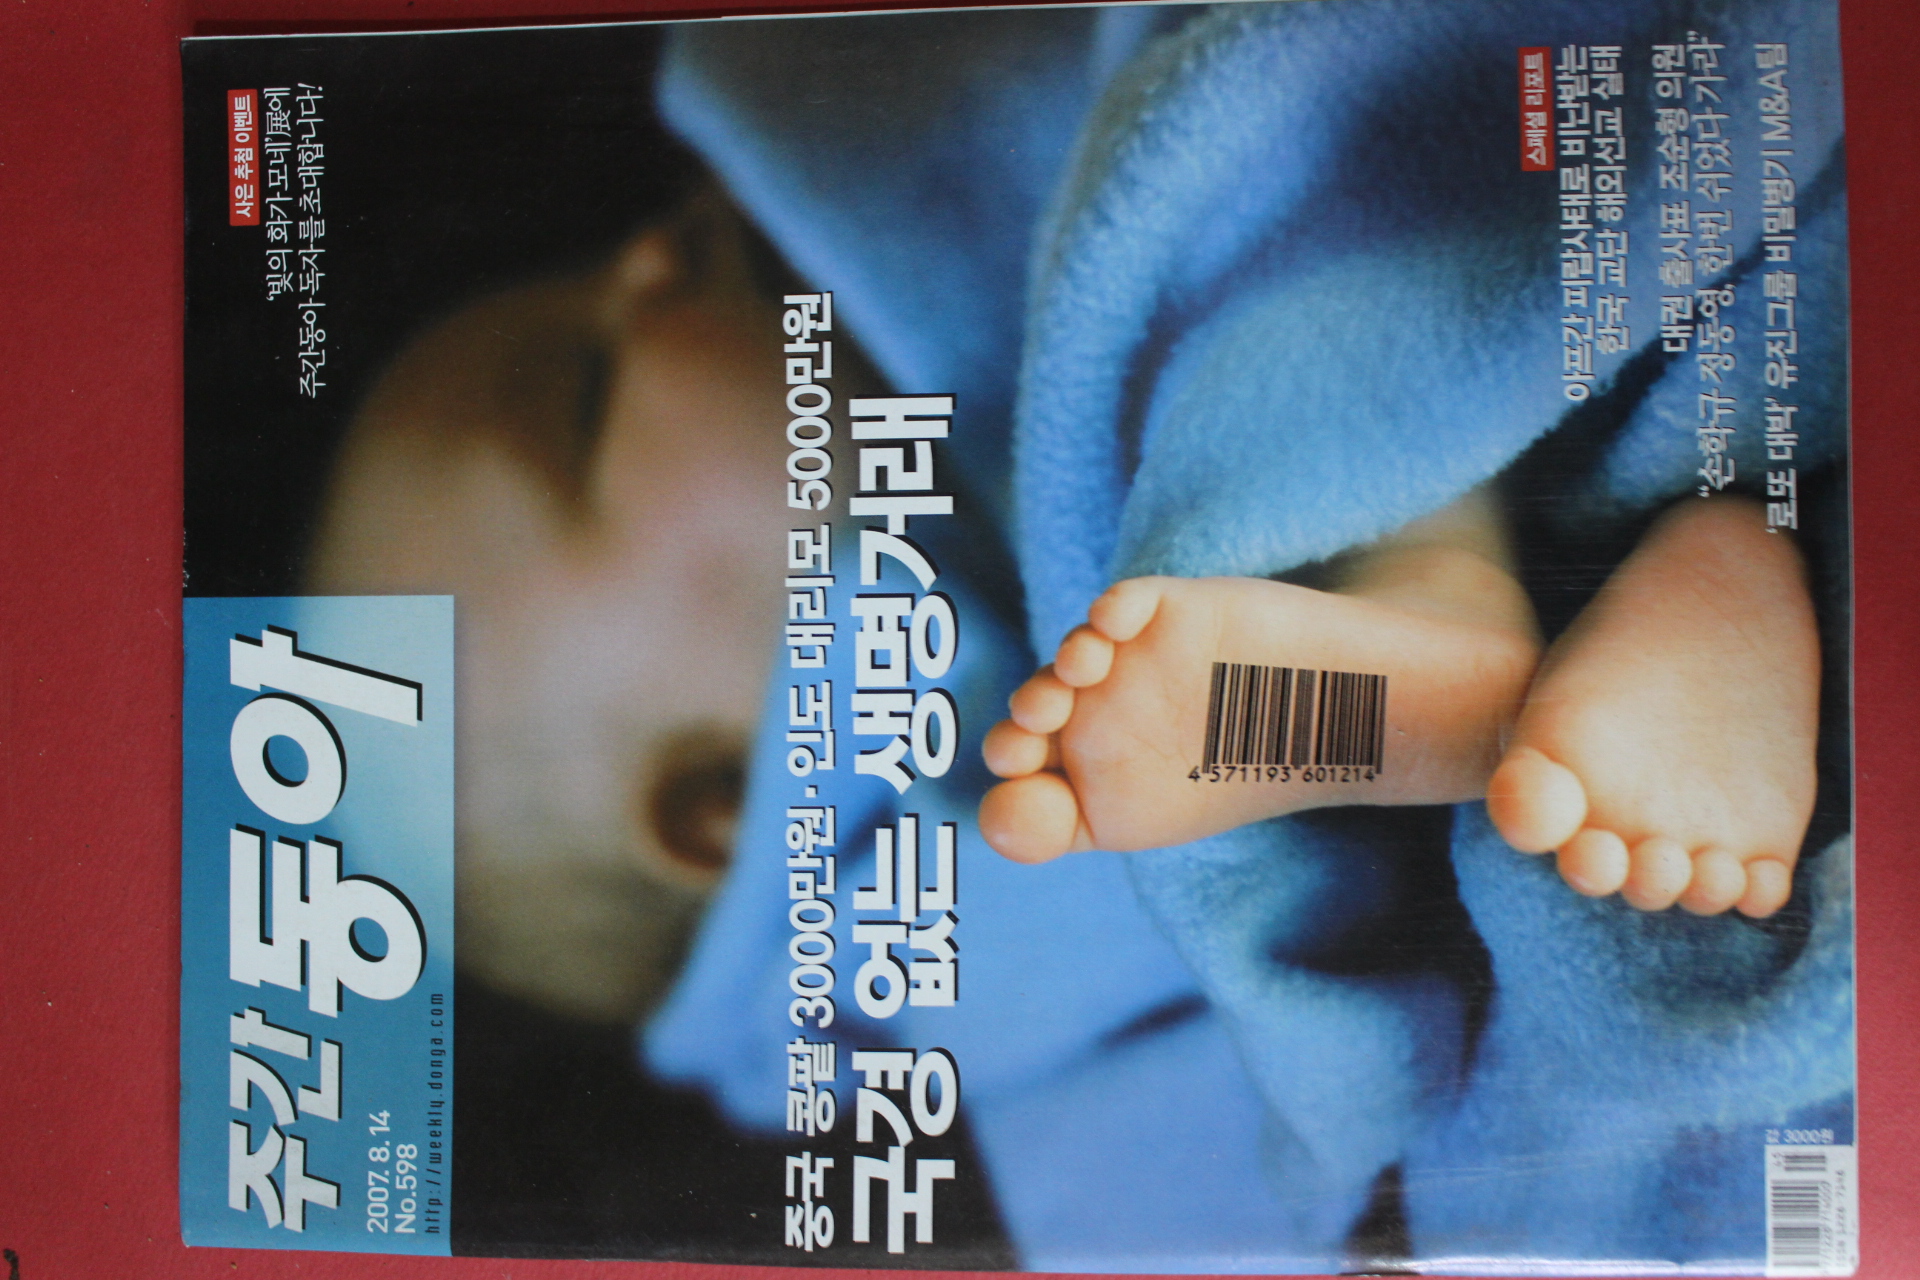 주간동아
2007. 8. 14
No.598
http://weekly.donga.com
사은 추첨 이벤트
‘빛의 화가 모네’展에
주간동아 독자를 초대합니다!
중국 콩팥 3000만원·인도 대리모 5000만원
국경 없는 생명거래
4 571193 601214
스페셜 리포트
아프간 피랍사태로 비난받는
한국 교단 해외선교 실태
대권 출사표 조순형 의원
“손학규·정동영, 한번 쉬었다 가라”
‘로또 대박’ 유진그룹 비밀병기 M&A팀
값 3000원